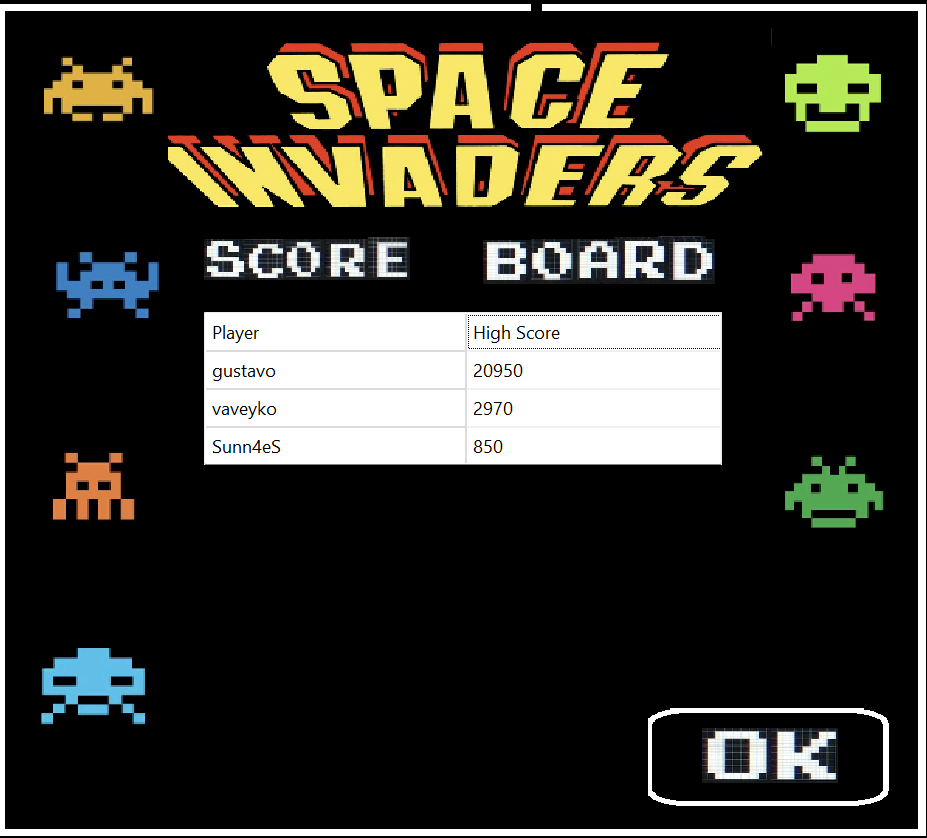 SPACE
INVADERS
SCORE BOARD
Player High Score
gustavo 20950
vaveyko 2970
Sunn4eS 850
OK